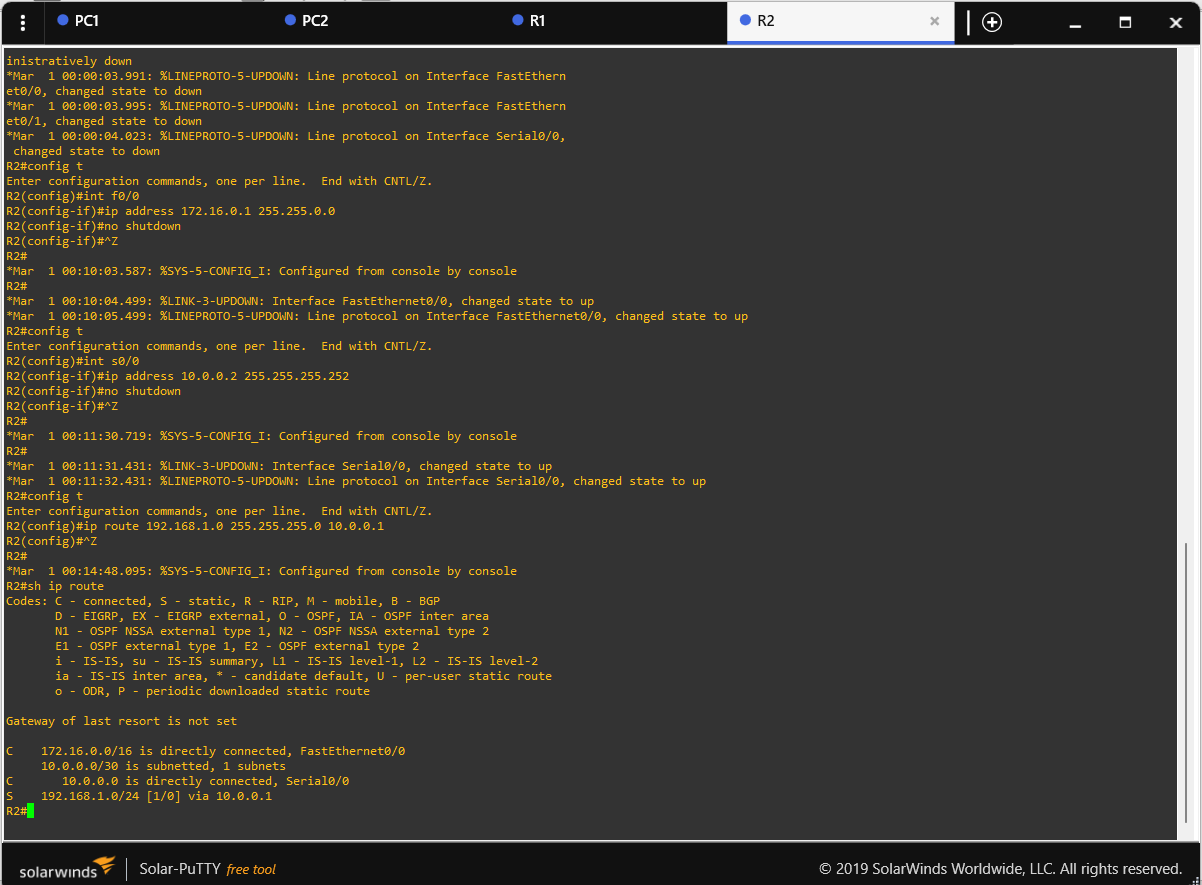 PC1
PC2
R1
R2
inistratively down
*Mar  1 00:00:03.991: %LINEPROTO-5-UPDOWN: Line protocol on Interface FastEthern
et0/0, changed state to down
*Mar  1 00:00:03.995: %LINEPROTO-5-UPDOWN: Line protocol on Interface FastEthern
et0/1, changed state to down
*Mar  1 00:00:04.023: %LINEPROTO-5-UPDOWN: Line protocol on Interface Serial0/0,
 changed state to down
R2#config t
Enter configuration commands, one per line.  End with CNTL/Z.
R2(config)#int f0/0
R2(config-if)#ip address 172.16.0.1 255.255.0.0
R2(config-if)#no shutdown
R2(config-if)#^Z
R2#
*Mar  1 00:10:03.587: %SYS-5-CONFIG_I: Configured from console by console
R2#
*Mar  1 00:10:04.499: %LINK-3-UPDOWN: Interface FastEthernet0/0, changed state to up
*Mar  1 00:10:05.499: %LINEPROTO-5-UPDOWN: Line protocol on Interface FastEthernet0/0, changed state to up
R2#config t
Enter configuration commands, one per line.  End with CNTL/Z.
R2(config)#int s0/0
R2(config-if)#ip address 10.0.0.2 255.255.255.252
R2(config-if)#no shutdown
R2(config-if)#^Z
R2#
*Mar  1 00:11:30.719: %SYS-5-CONFIG_I: Configured from console by console
R2#
*Mar  1 00:11:31.431: %LINK-3-UPDOWN: Interface Serial0/0, changed state to up
*Mar  1 00:11:32.431: %LINEPROTO-5-UPDOWN: Line protocol on Interface Serial0/0, changed state to up
R2#config t
Enter configuration commands, one per line.  End with CNTL/Z.
R2(config)#ip route 192.168.1.0 255.255.255.0 10.0.0.1
R2(config)#^Z
R2#
*Mar  1 00:14:48.095: %SYS-5-CONFIG_I: Configured from console by console
R2#sh ip route
Codes: C - connected, S - static, R - RIP, M - mobile, B - BGP
       D - EIGRP, EX - EIGRP external, O - OSPF, IA - OSPF inter area
       N1 - OSPF NSSA external type 1, N2 - OSPF NSSA external type 2
       E1 - OSPF external type 1, E2 - OSPF external type 2
       i - IS-IS, su - IS-IS summary, L1 - IS-IS level-1, L2 - IS-IS level-2
       ia - IS-IS inter area, * - candidate default, U - per-user static route
       o - ODR, P - periodic downloaded static route

Gateway of last resort is not set

C    172.16.0.0/16 is directly connected, FastEthernet0/0
     10.0.0.0/30 is subnetted, 1 subnets
C       10.0.0.0 is directly connected, Serial0/0
S    192.168.1.0/24 [1/0] via 10.0.0.1
R2#
solarwinds
Solar-PuTTY free tool
© 2019 SolarWinds Worldwide, LLC. All rights reserved.